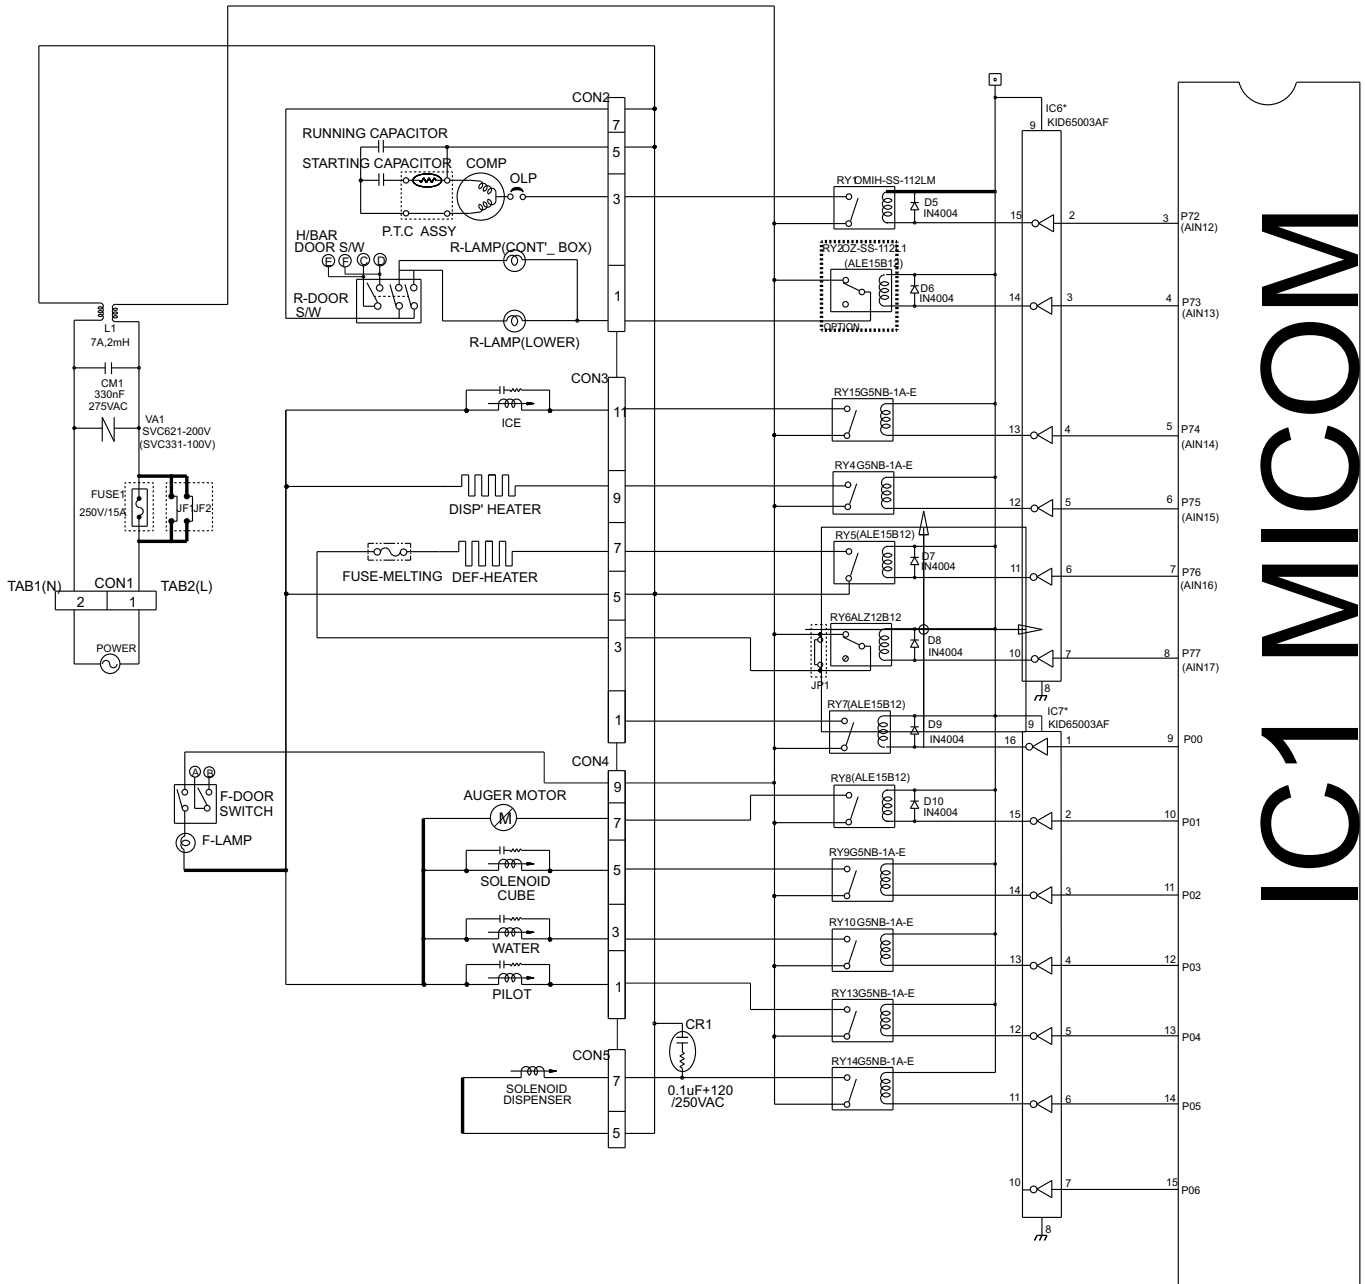 CON2
7
RUNNING CAPACITOR
5
STARTING CAPACITOR
COMP
OLP
3
P.T.C ASSY
H/BAR
DOOR S/W
E F C D
R-LAMP(CONT'_ BOX)
R-DOOR
S/W
1
R-LAMP(LOWER)
L1
7A,2mH
CM1
330nF
275VAC
VA1
SVC621-200V
(SVC331-100V)
FUSE1
250V/15A
JF1
JF2
TAB1(N)
CON1
TAB2(L)
2
1
POWER
CON3
11
ICE
9
DISP' HEATER
7
FUSE-MELTING
DEF-HEATER
5
3
1
CON4
9
A B
F-DOOR
SWITCH
F-LAMP
AUGER MOTOR
M
7
5
SOLENOID
CUBE
3
WATER
1
PILOT
CON5
7
SOLENOID
DISPENSER
5
CR1
0.1uF+120
/250VAC
RY1OMIH-SS-112LM
D5
IN4004
RY2OZ-SS-112L1
(ALE15B12)
D6
IN4004
OPTION
RY15G5NB-1A-E
RY4G5NB-1A-E
RY5(ALE15B12)
D7
IN4004
RY6ALZ12B12
D8
IN4004
JP1
RY7(ALE15B12)
D9
IN4004
RY8(ALE15B12)
D10
IN4004
RY9G5NB-1A-E
RY10G5NB-1A-E
RY13G5NB-1A-E
RY14G5NB-1A-E
IC6*
9
KID65003AF
15 2 3 P72
(AIN12)
14 3 4 P73
(AIN13)
13 4 5 P74
(AIN14)
12 5 6 P75
(AIN15)
11 6 7 P76
(AIN16)
10 7 8 P77
(AIN17)
8
IC7*
9
KID65003AF
16 1 9 P00
15 2 10 P01
14 3 11 P02
13 4 12 P03
12 5 13 P04
11 6 14 P05
10 7 15 P06
8
IC1 MICOM